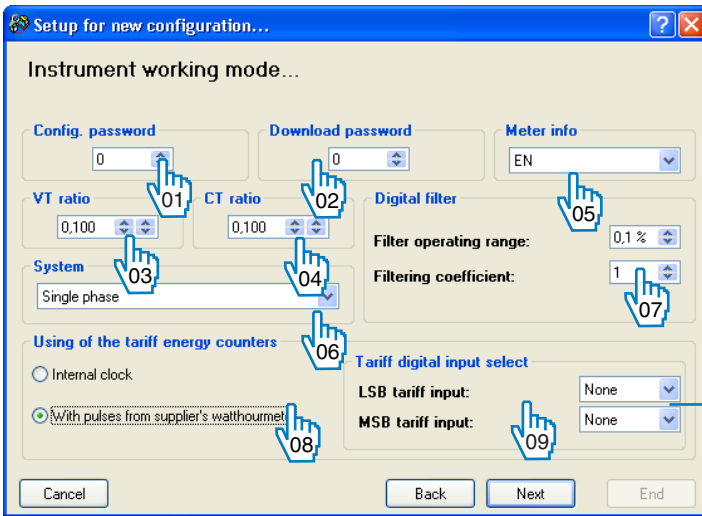 Setup for new configuration...
Instrument working mode...
Config. password
Download password
Meter info
0
0
EN
01
02
05
VT ratio
CT ratio
Digital filter
0,100
0,100
Filter operating range:
0,1 %
03
04
System
Filtering coefficient:
1
Single phase
07
06
Using of the tariff energy counters
Internal clock
Tariff digital input select
LSB tariff input:
None
With pulses from supplier's watthourmet
MSB tariff input:
None
08
09
Cancel
Back
Next
End